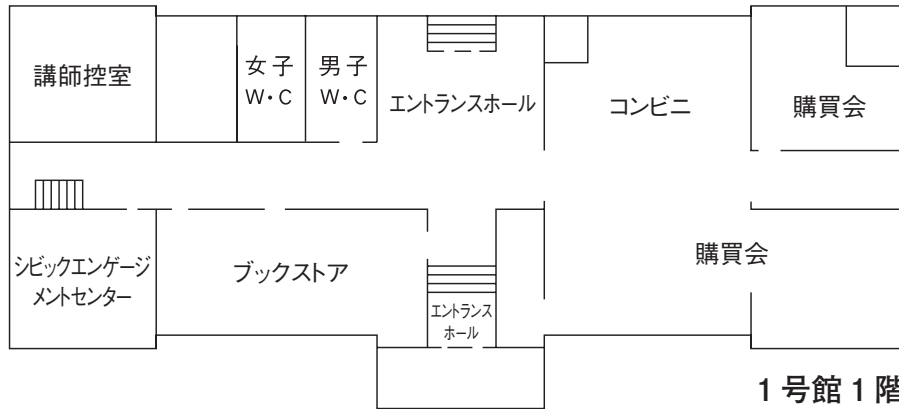 講師控室
女子
W・C
男子
W・C
エントランスホール
コンビニ
購買会
シビックエンゲージ
メントセンター
ブックストア
エントランス
ホール
購買会
1号館1階